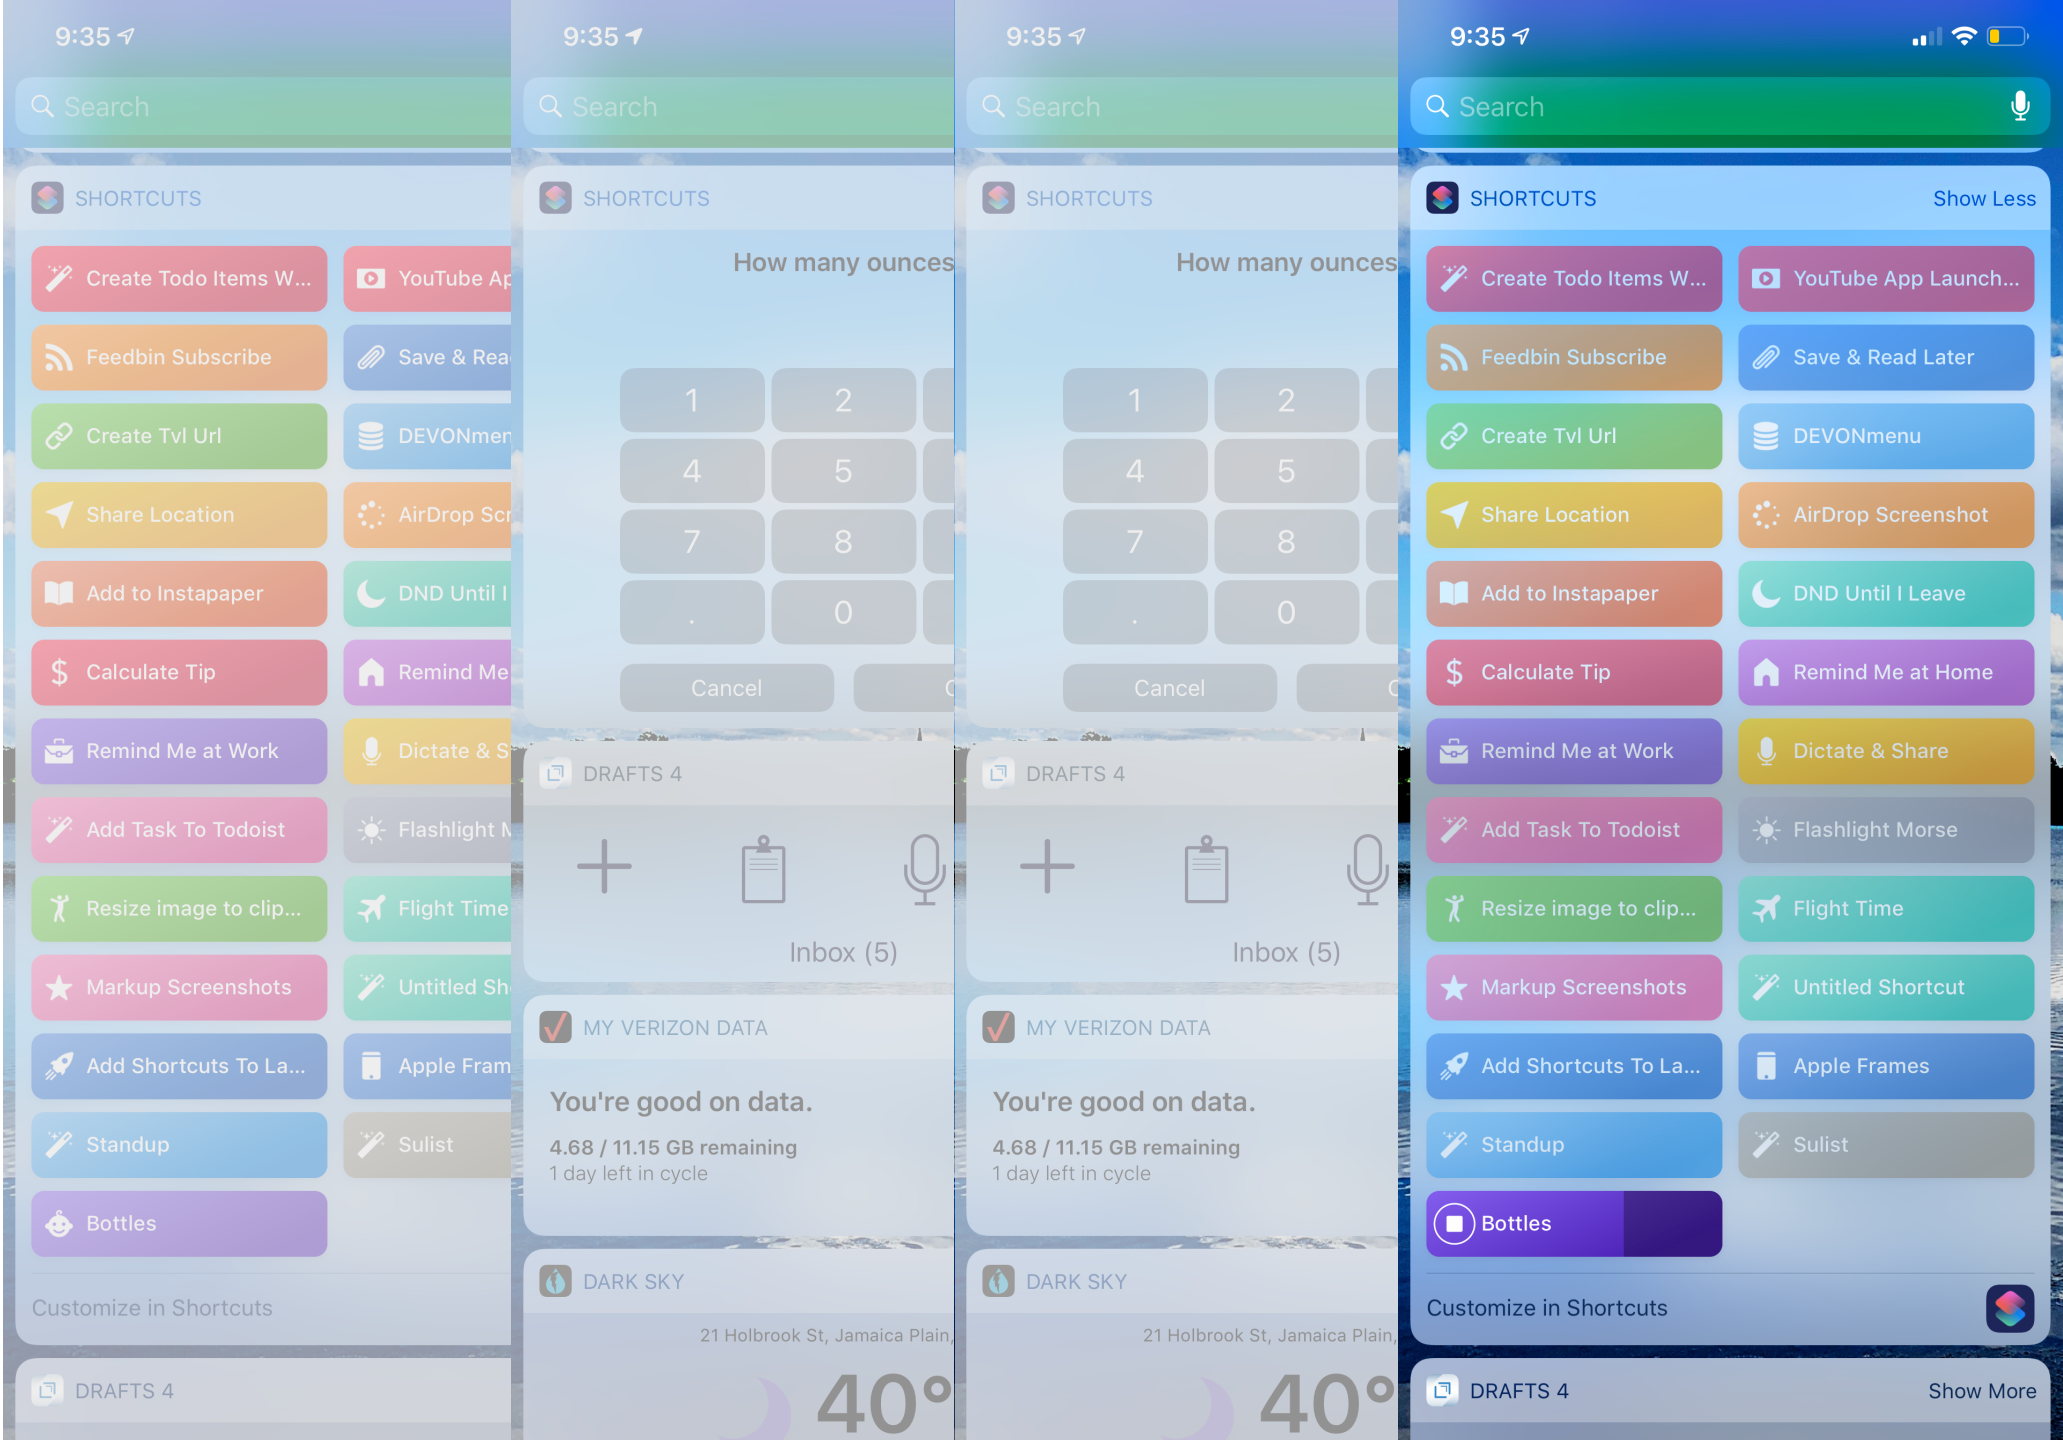 9:35
Search
SHORTCUTS
Create Todo Items W...
YouTube Ap
Feedbin Subscribe
Save & Rea
Create Tvl Url
DEVONmen
Share Location
AirDrop Scr
Add to Instapaper
DND Until I
Calculate Tip
Remind Me
Remind Me at Work
Dictate & S
Add Task To Todoist
Flashlight M
Resize image to clip...
Flight Time
Markup Screenshots
Untitled Sh
Add Shortcuts To La...
Apple Fram
Standup
Sulist
Bottles
Customize in Shortcuts
DRAFTS 4
9:35
Search
SHORTCUTS
How many ounces
1 2
4 5
7 8
. 0
Cancel
DRAFTS 4
Inbox (5)
MY VERIZON DATA
You're good on data.
4.68 / 11.15 GB remaining
1 day left in cycle
DARK SKY
21 Holbrook St, Jamaica Plain,
40°
9:35
Search
SHORTCUTS
How many ounces
1 2
4 5
7 8
. 0
Cancel
DRAFTS 4
Inbox (5)
MY VERIZON DATA
You're good on data.
4.68 / 11.15 GB remaining
1 day left in cycle
DARK SKY
21 Holbrook St, Jamaica Plain,
40°
9:35
Search
SHORTCUTS
Show Less
Create Todo Items W...
YouTube App Launch...
Feedbin Subscribe
Save & Read Later
Create Tvl Url
DEVONmenu
Share Location
AirDrop Screenshot
Add to Instapaper
DND Until I Leave
Calculate Tip
Remind Me at Home
Remind Me at Work
Dictate & Share
Add Task To Todoist
Flashlight Morse
Resize image to clip...
Flight Time
Markup Screenshots
Untitled Shortcut
Add Shortcuts To La...
Apple Frames
Standup
Sulist
Bottles
Customize in Shortcuts
DRAFTS 4
Show More